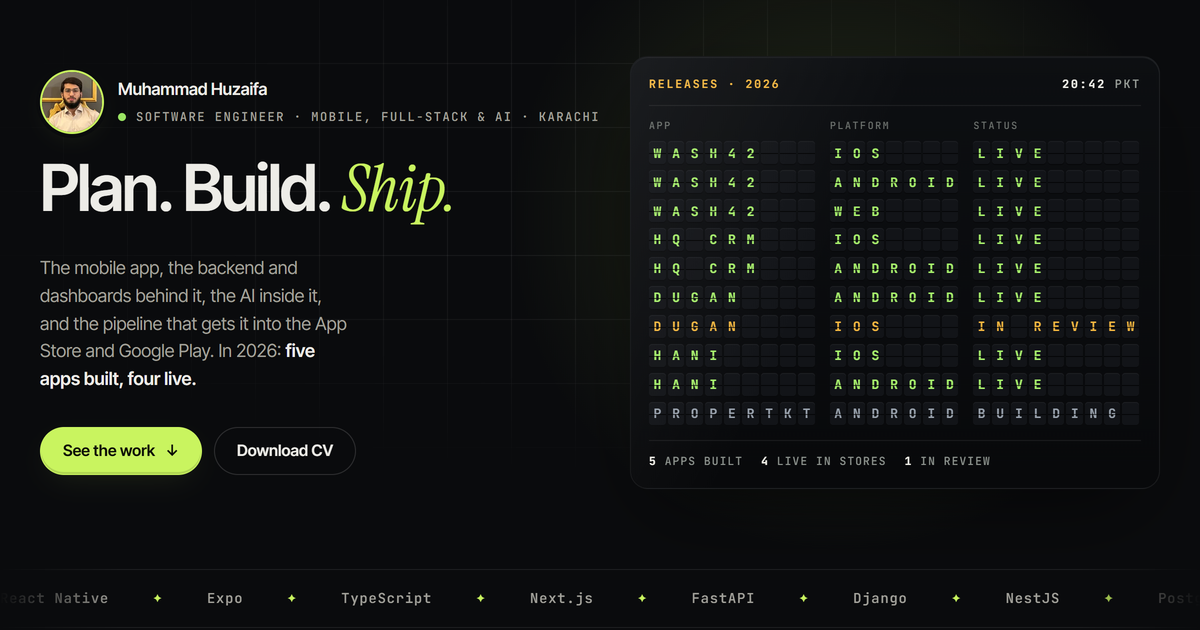 Muhammad Huzaifa
SOFTWARE ENGINEER · MOBILE, FULL-STACK & AI · KARACHI
Plan. Build. Ship.
The mobile app, the backend and
dashboards behind it, the AI inside it,
and the pipeline that gets it into the App
Store and Google Play. In 2026: five
apps built, four live.
See the work ↓
Download CV
RELEASES · 2026 20:42 PKT
APP PLATFORM STATUS
WASH42 IOS LIVE
WASH42 ANDROID LIVE
WASH42 WEB LIVE
HQ CRM IOS LIVE
HQ CRM ANDROID LIVE
DUGAN ANDROID LIVE
DUGAN IOS IN REVIEW
HANI IOS LIVE
HANI ANDROID LIVE
PROPERTKT ANDROID BUILDING
5 APPS BUILT 4 LIVE IN STORES 1 IN REVIEW
React Native ✦ Expo ✦ TypeScript ✦ Next.js ✦ FastAPI ✦ Django ✦ NestJS ✦ Post